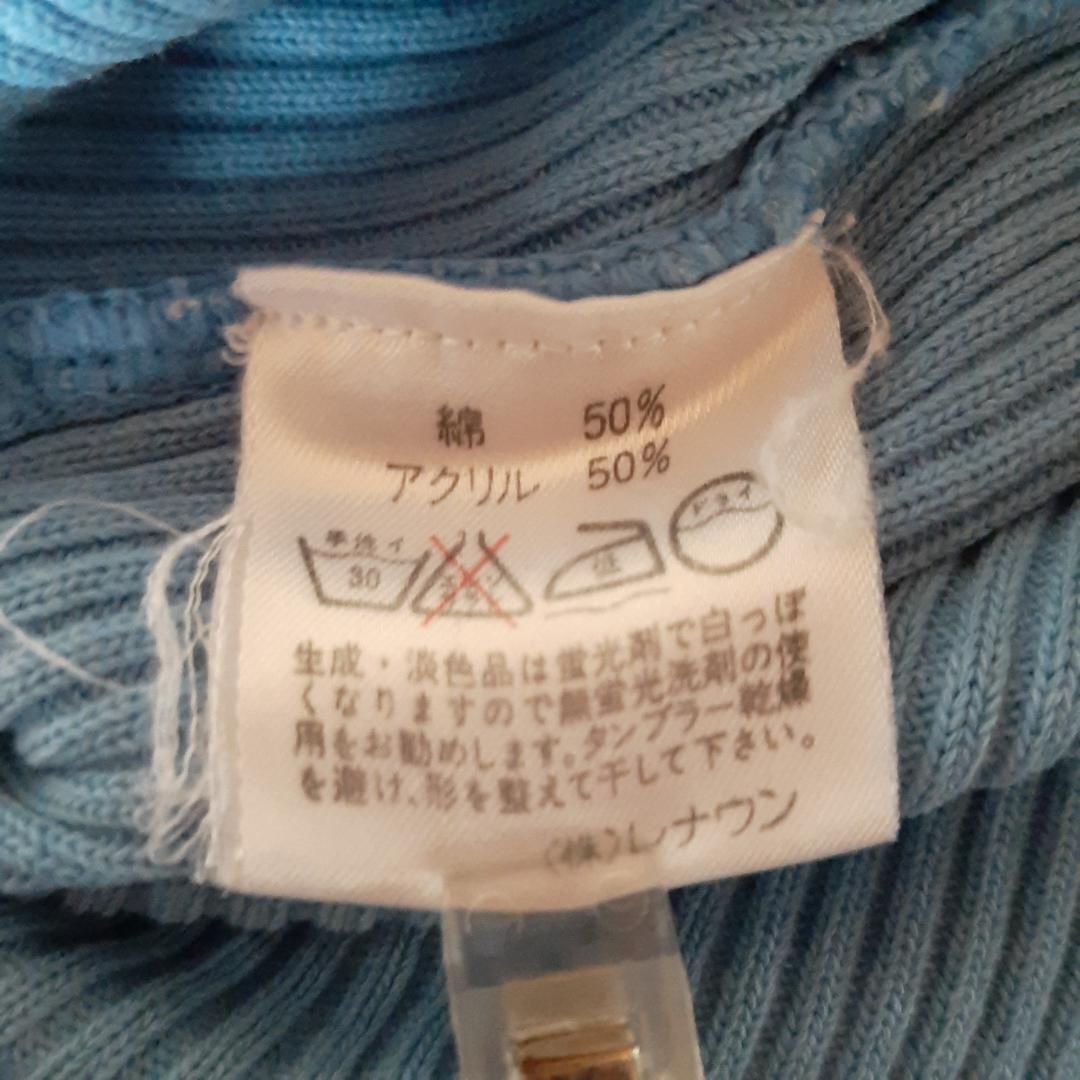 綿 50%
アクリル 50%
手洗イ 30
エンソ
低
ドライ
生成・淡色品は蛍光剤で白っぽ
くなりますので無蛍光洗剤の使
用をお勧めします。タンブラー乾燥
を避け、形を整えて干して下さい。
(株)レナウン